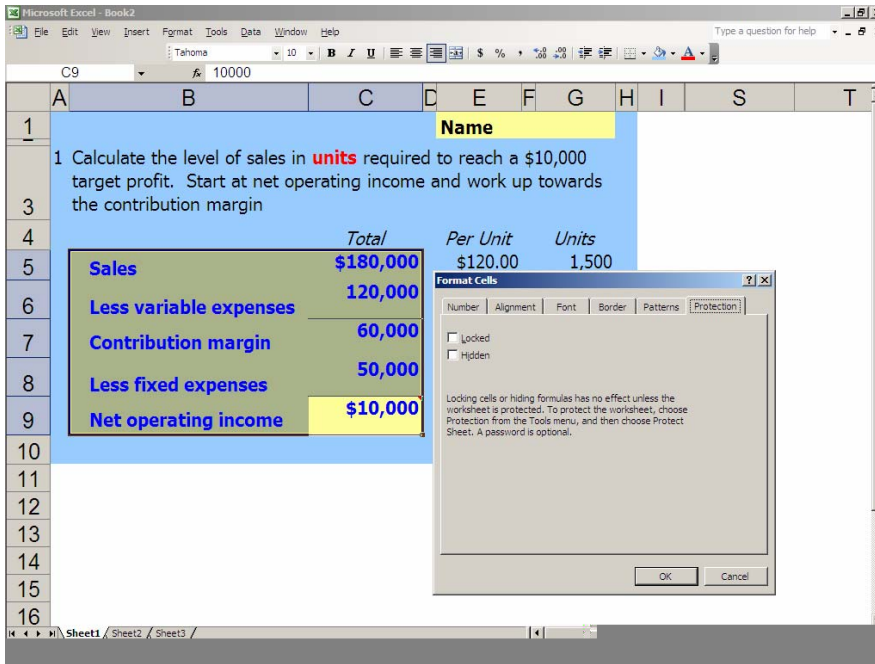 Microsoft Excel - Book2
File Edit View Insert Format Tools Data Window Help
Type a question for help
Tahoma 10 B I U $ % ,
C9 fx 10000
A B C D E F G H I S T
1 Name
3 1 Calculate the level of sales in units required to reach a $10,000
target profit. Start at net operating income and work up towards
the contribution margin
4 Total Per Unit Units
5 Sales $180,000 $120.00 1,500
6 Less variable expenses 120,000
7 Contribution margin 60,000
8 Less fixed expenses 50,000
9 Net operating income $10,000
10
11
12
13
14
15
16
Format Cells
Number Alignment Font Border Patterns Protection
Locked
Hidden
Locking cells or hiding formulas has no effect unless the
worksheet is protected. To protect the worksheet, choose
Protection from the Tools menu, and then choose Protect
Sheet. A password is optional.
OK Cancel
Sheet1 Sheet2 Sheet3